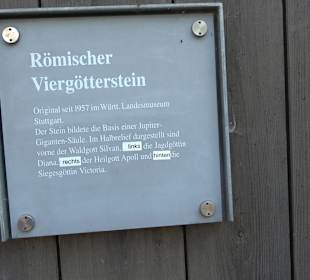 Römischer
Viergötterstein
Original seit 1957 im Württ. Landesmuseum
Stuttgart.
Der Stein bildete die Basis einer Jupiter-
Giganten-Säule. Im Halbrelief dargestellt sind
vorne der Waldgott Silvan, links die Jagdgöttin
Diana, rechts der Heilgott Apoll und hinten die
Siegesgöttin Victoria.